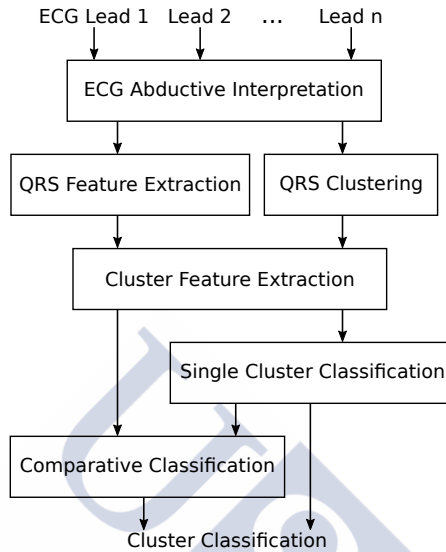 ECG Lead 1 Lead 2 ... Lead n
ECG Abductive Interpretation
QRS Feature Extraction QRS Clustering
Cluster Feature Extraction
Single Cluster Classification
Comparative Classification
Cluster Classification